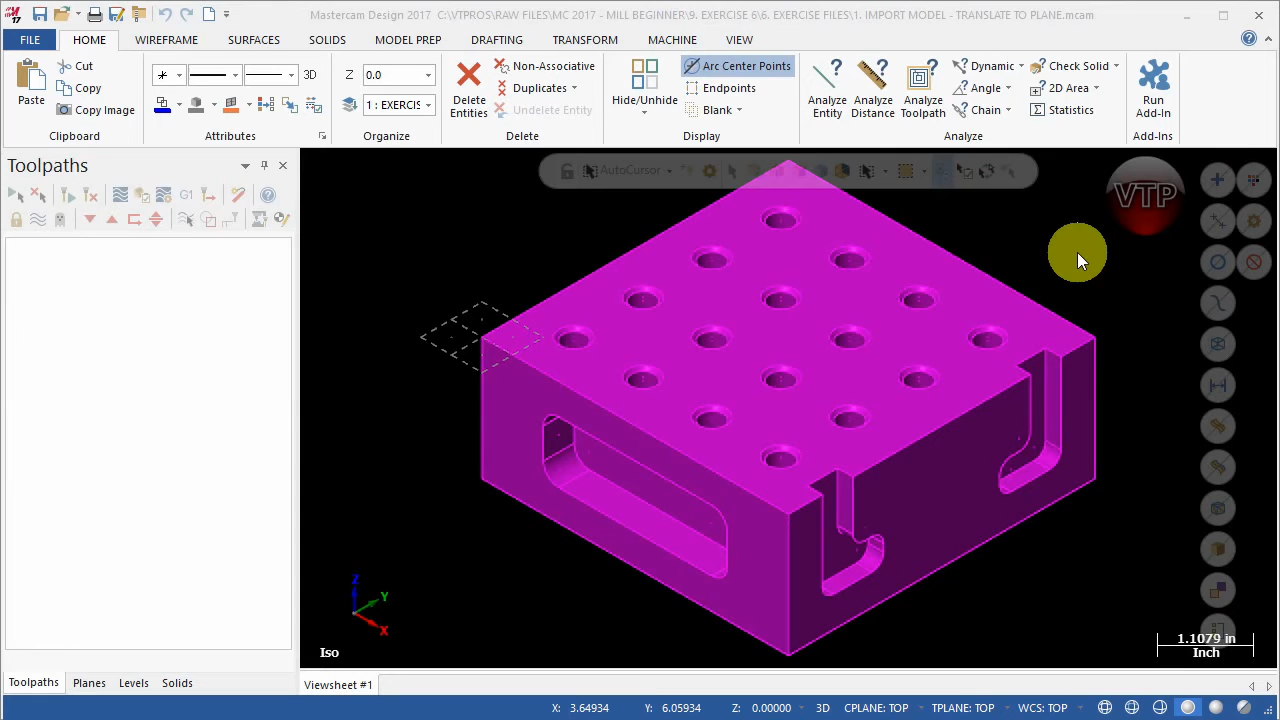 17
Mastercam Design 2017  C:\VTPROS\RAW FILES\MC 2017 - MILL BEGINNER\9. EXERCISE 6\6. EXERCISE FILES\1. IMPORT MODEL - TRANSLATE TO PLANE.mcam
FILE HOME WIREFRAME SURFACES SOLIDS MODEL PREP DRAFTING TRANSFORM MACHINE VIEW
Paste
Cut
Copy
Copy Image
Clipboard
3D
Attributes
Z 0.0
1 : EXERCIS
Organize
Delete
Entities
Non-Associative
Duplicates
Undelete Entity
Delete
Hide/Unhide
Arc Center Points
Endpoints
Blank
Display
Analyze
Entity
Analyze
Distance
Analyze
Toolpath
Dynamic
Angle
Chain
Check Solid
2D Area
Statistics
Analyze
Run
Add-In
Add-Ins
Toolpaths
G1
AutoCursor
VTP
Z
Y
X
Iso
1.1079 in
Inch
Toolpaths Planes Levels Solids
Viewsheet #1
X: 3.64934 Y: 6.05934 Z: 0.00000 3D CPLANE: TOP TPLANE: TOP WCS: TOP